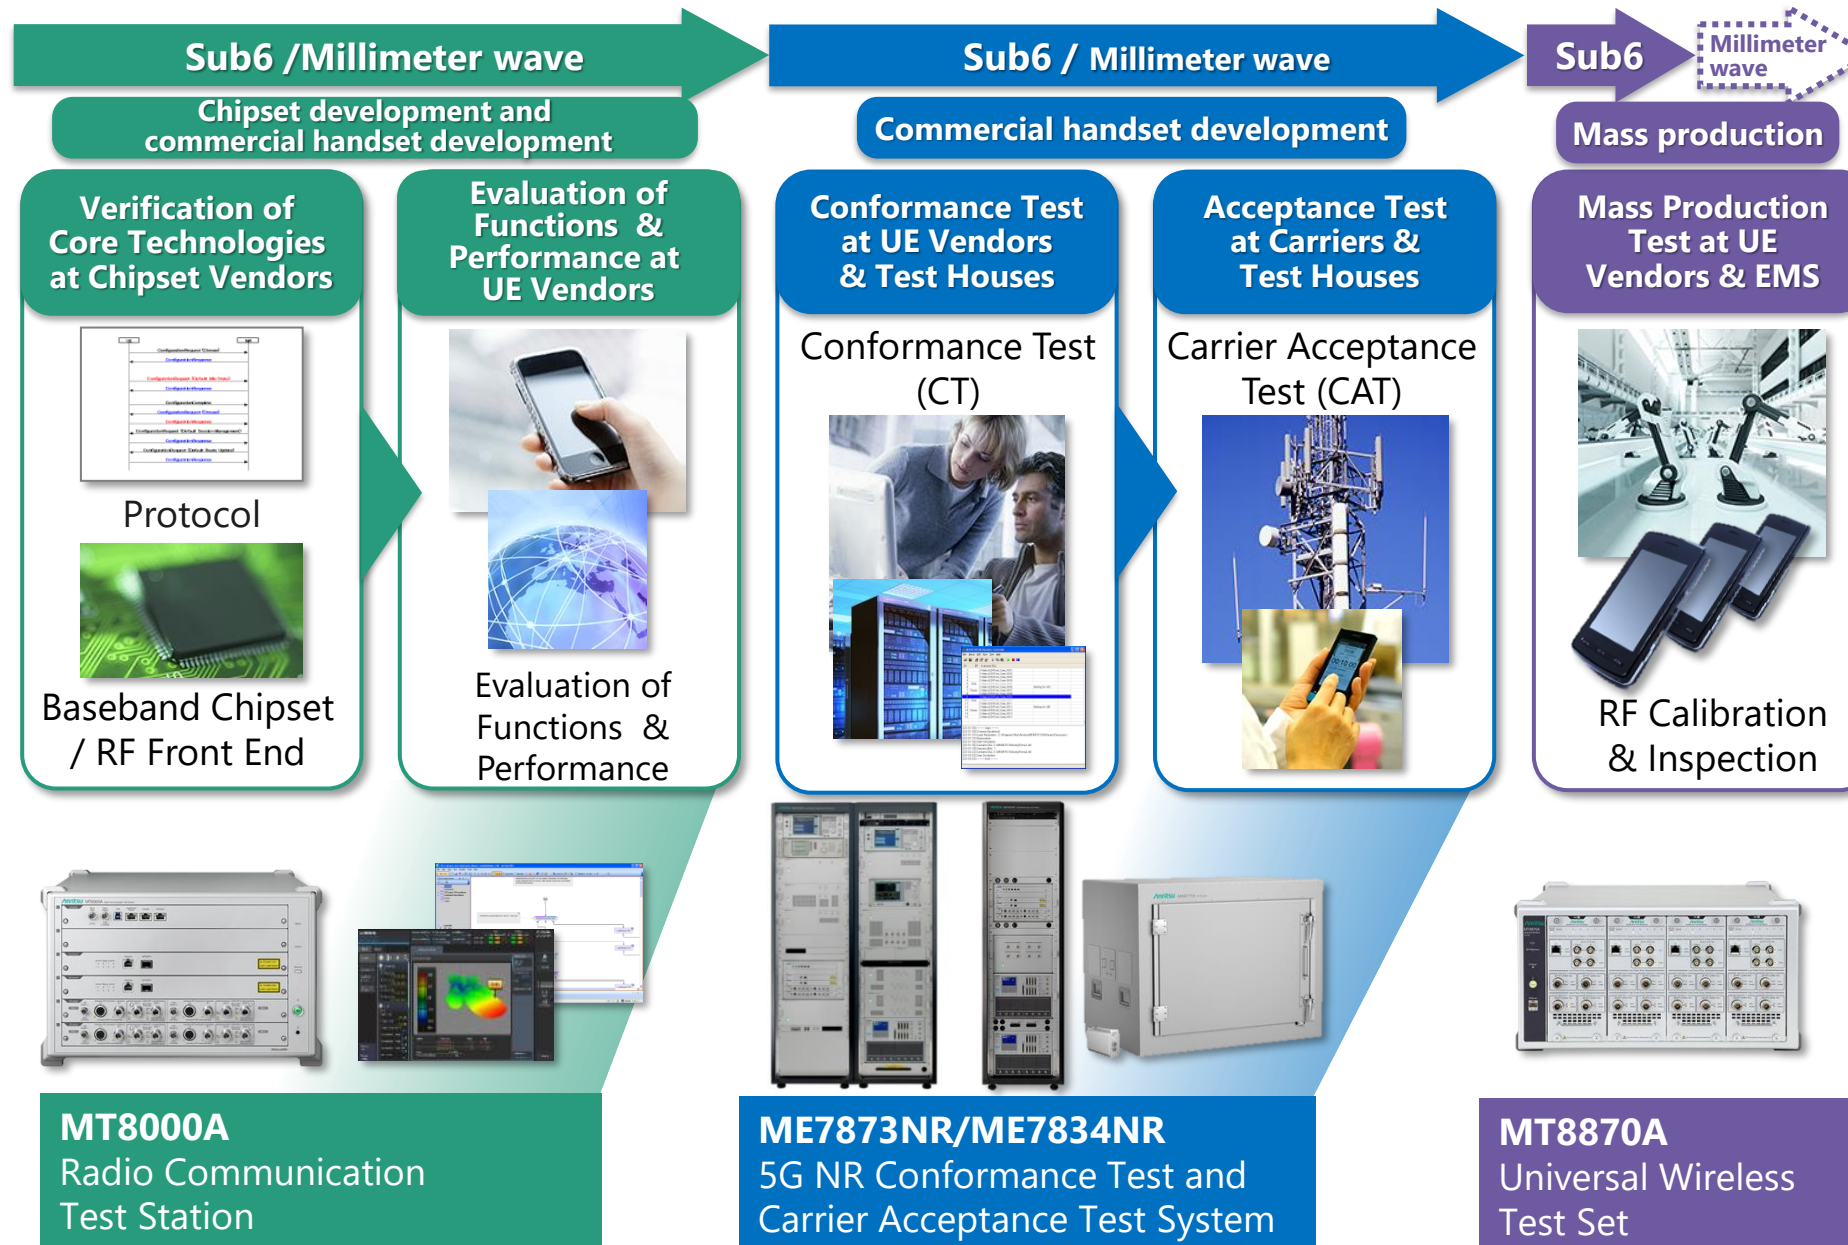 Sub6 /Millimeter wave
Sub6 / Millimeter wave
Sub6
Millimeter
wave
Chipset development and
commercial handset development
Commercial handset development
Mass production
Verification of
Core Technologies
at Chipset Vendors
Evaluation of
Functions &
Performance at
UE Vendors
Conformance Test
at UE Vendors
& Test Houses
Acceptance Test
at Carriers &
Test Houses
Mass Production
Test at UE
Vendors & EMS
Protocol
Baseband Chipset
/ RF Front End
Evaluation of
Functions &
Performance
Conformance Test
(CT)
Carrier Acceptance
Test (CAT)
RF Calibration
& Inspection
Anritsu
Anritsu
MT8000A
Radio Communication
Test Station
ME7873NR/ME7834NR
5G NR Conformance Test and
Carrier Acceptance Test System
MT8870A
Universal Wireless
Test Set